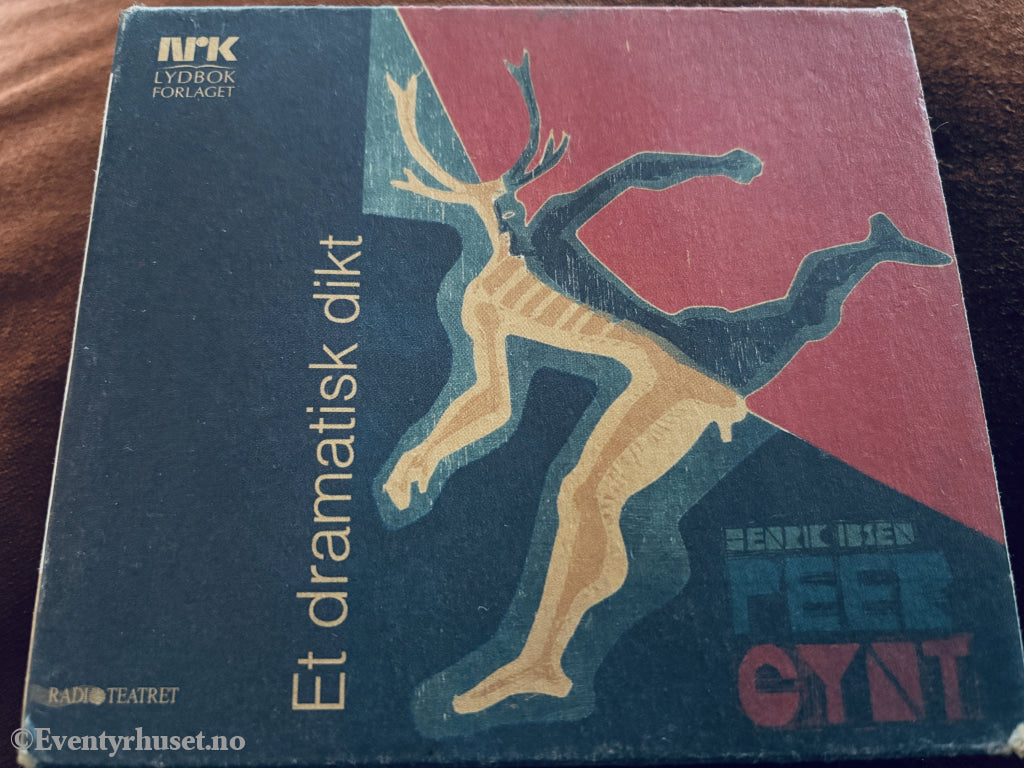 NRK
LYDBOK
FORLAGET
Et dramatisk dikt
HENRIK IBSEN
PEER
GYNT
RADIOTEATRET
©Eventyrhuset.no